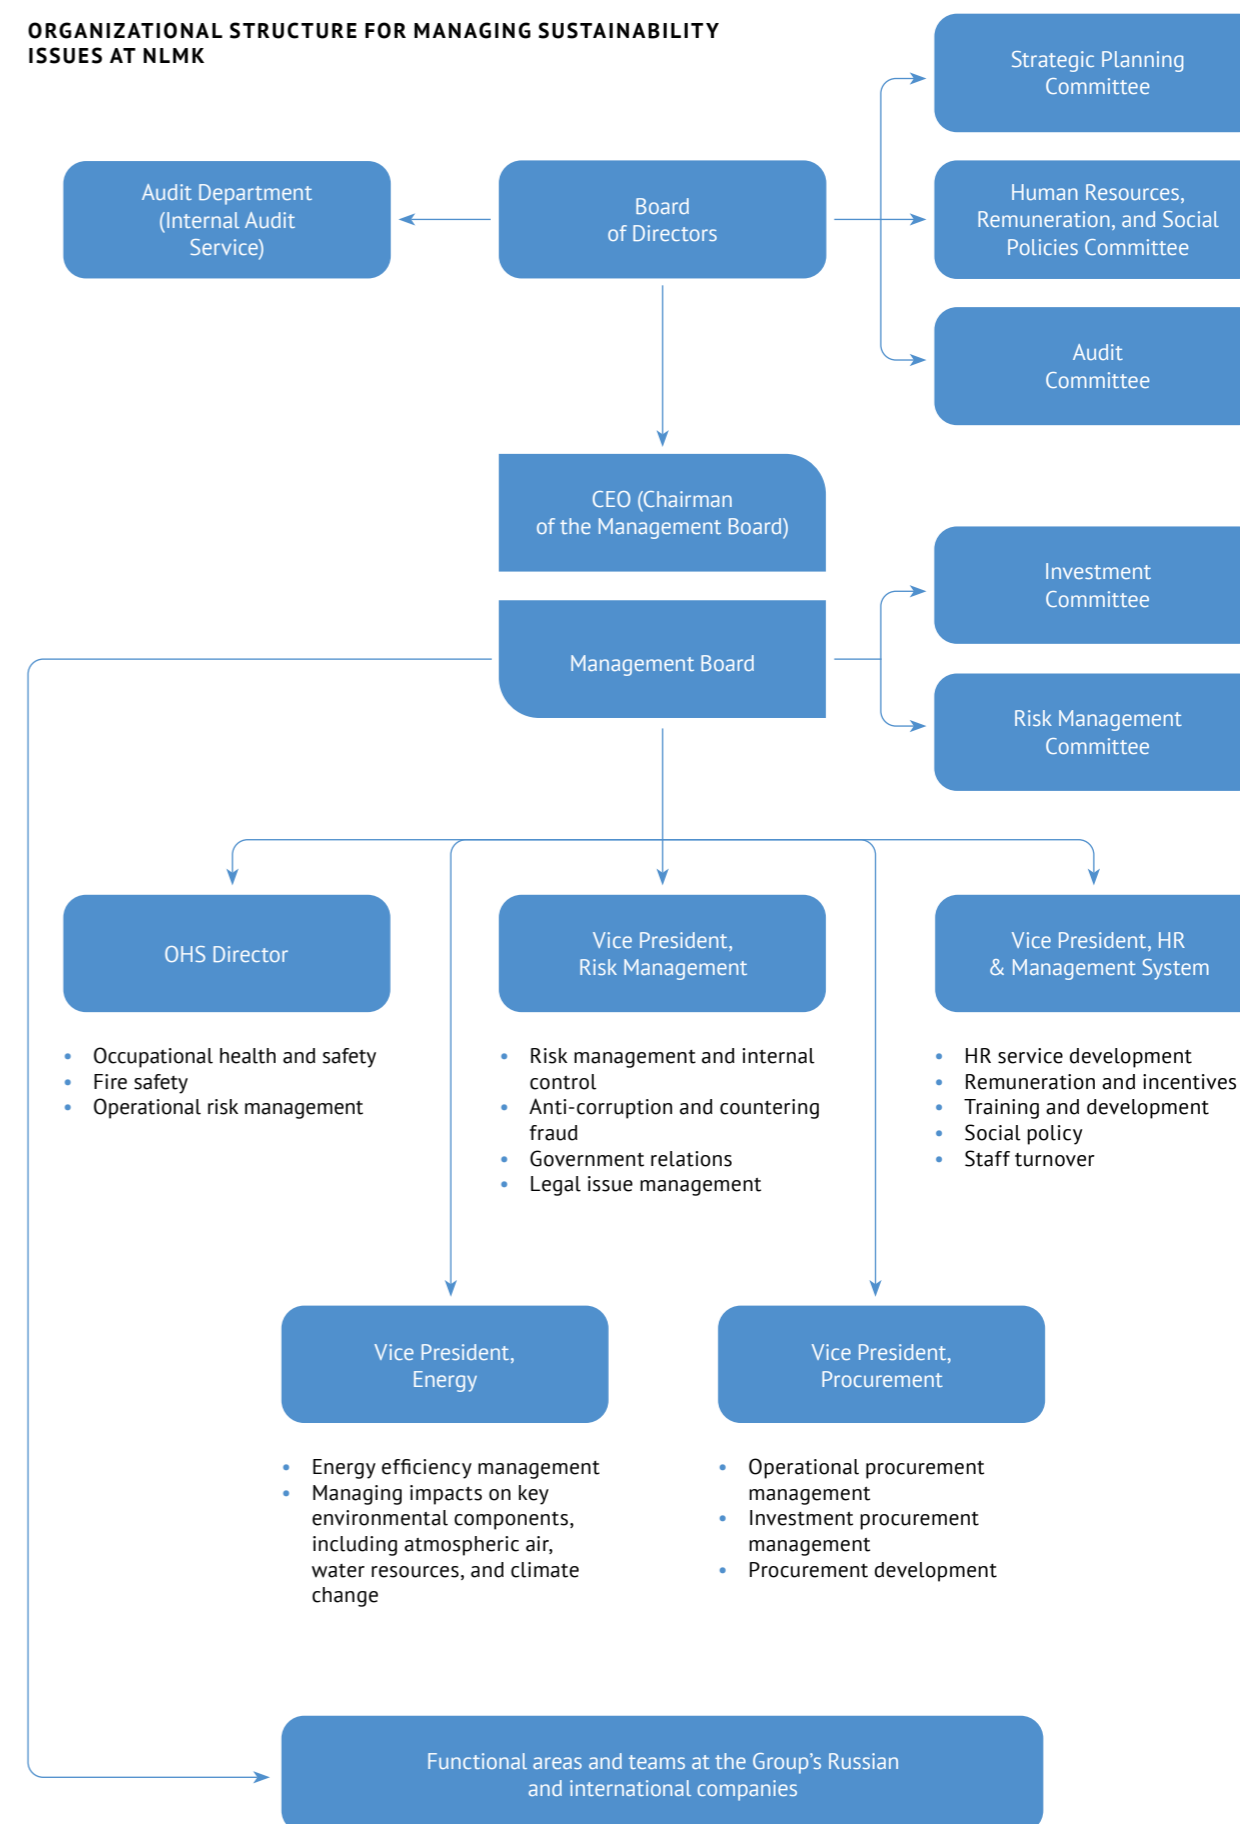 ORGANIZATIONAL STRUCTURE FOR MANAGING SUSTAINABILITY
ISSUES AT NLMK
Strategic Planning
Committee
Audit Department
(Internal Audit
Service)
Board
of Directors
Human Resources,
Remuneration, and Social
Policies Committee
Audit
Committee
CEO (Chairman
of the Management Board)
Investment
Committee
Management Board
Risk Management
Committee
OHS Director
• Occupational health and safety
• Fire safety
• Operational risk management
Vice President,
Risk Management
• Risk management and internal
control
• Anti-corruption and countering
fraud
• Government relations
• Legal issue management
Vice President, HR
& Management System
• HR service development
• Remuneration and incentives
• Training and development
• Social policy
• Staff turnover
Vice President,
Energy
• Energy efficiency management
• Managing impacts on key
environmental components,
including atmospheric air,
water resources, and climate
change
Vice President,
Procurement
• Operational procurement
management
• Investment procurement
management
• Procurement development
Functional areas and teams at the Group’s Russian
and international companies